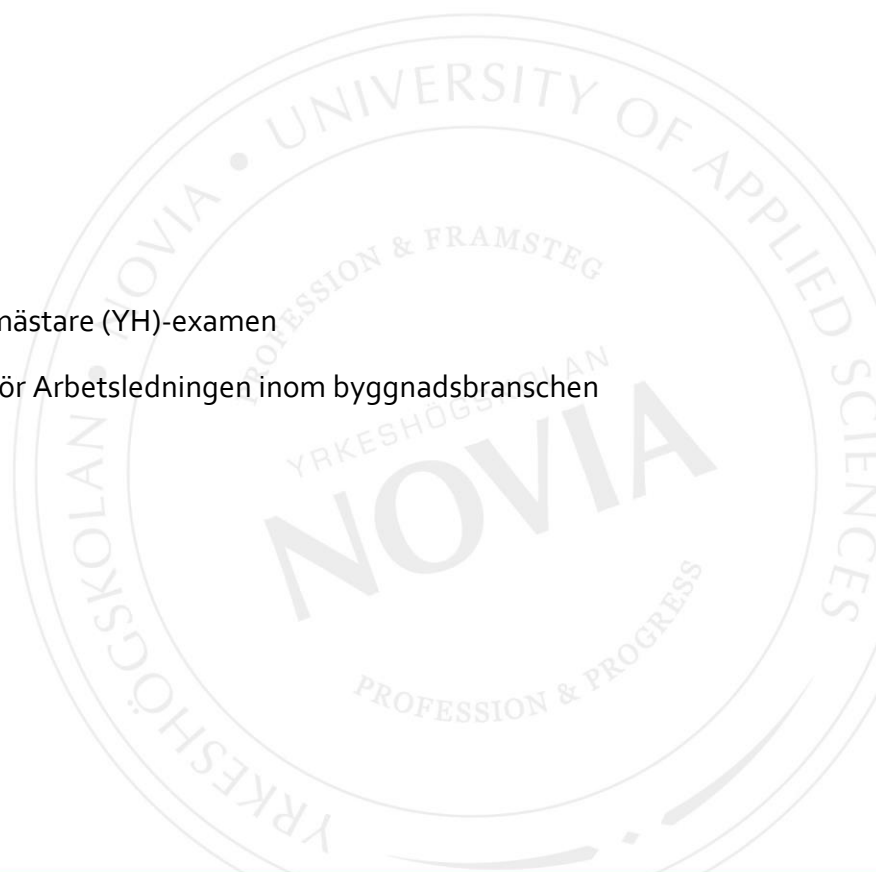 mästare (YH)-examen
ör Arbetsledningen inom byggnadsbranschen
YRKESHÖGSKOLAN • NOVIA • UNIVERSITY OF APPLIED SCIENCES
PROFESSION & FRAMSTEG
YRKESHÖGSKOLAN
NOVIA
PROFESSION & PROGRESS